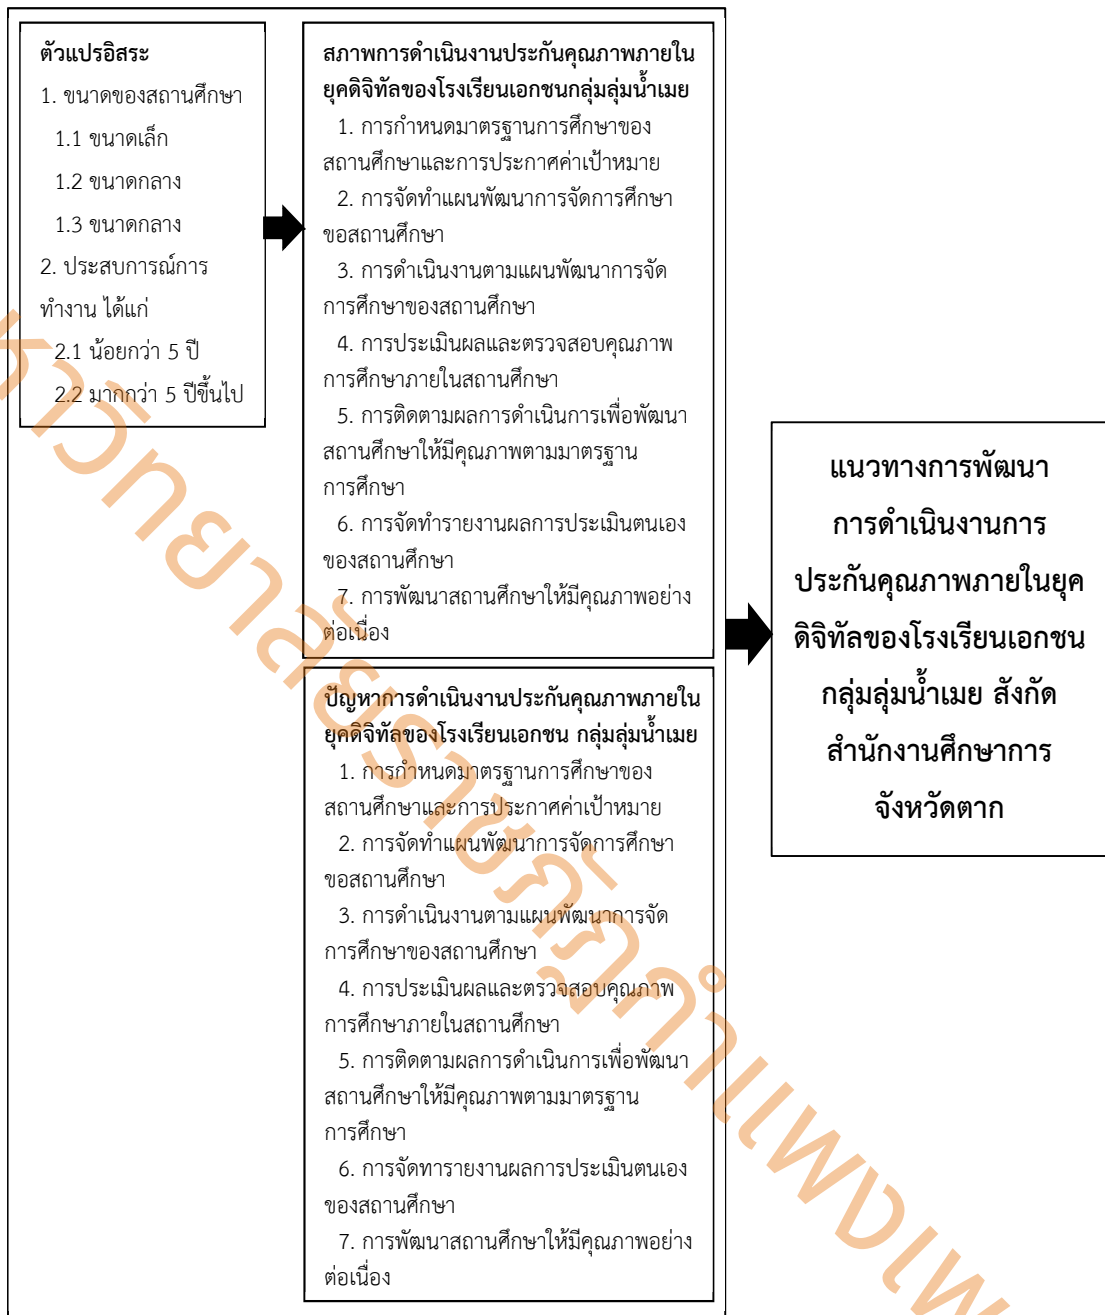 ตัวแปรอิสระ
1. ขนาดของสถานศึกษา
1.1 ขนาดเล็ก
1.2 ขนาดกลาง
1.3 ขนาดกลาง
2. ประสบการณ์การ
ทำงาน ได้แก่
2.1 น้อยกว่า 5 ปี
2.2 มากกว่า 5 ปีขึ้นไป
สภาพการดำเนินงานประกันคุณภาพภายใน
ยุคดิจิทัลของโรงเรียนเอกชนกลุ่มลุ่มน้ำเมย
1. การกำหนดมาตรฐานการศึกษาของ
สถานศึกษาและการประกาศค่าเป้าหมาย
2. การจัดทำแผนพัฒนาการจัดการศึกษา
ขอสถานศึกษา
3. การดำเนินงานตามแผนพัฒนาการจัด
การศึกษาของสถานศึกษา
4. การประเมินผลและตรวจสอบคุณภาพ
การศึกษาภายในสถานศึกษา
5. การติดตามผลการดำเนินการเพื่อพัฒนา
สถานศึกษาให้มีคุณภาพตามมาตรฐาน
การศึกษา
6. การจัดทำรายงานผลการประเมินตนเอง
ของสถานศึกษา
7. การพัฒนาสถานศึกษาให้มีคุณภาพอย่าง
ต่อเนื่อง
ปัญหาการดำเนินงานประกันคุณภาพภายใน
ยุคดิจิทัลของโรงเรียนเอกชน กลุ่มลุ่มน้ำเมย
1. การกำหนดมาตรฐานการศึกษาของ
สถานศึกษาและการประกาศค่าเป้าหมาย
2. การจัดทำแผนพัฒนาการจัดการศึกษา
ขอสถานศึกษา
3. การดำเนินงานตามแผนพัฒนาการจัด
การศึกษาของสถานศึกษา
4. การประเมินผลและตรวจสอบคุณภาพ
การศึกษาภายในสถานศึกษา
5. การติดตามผลการดำเนินการเพื่อพัฒนา
สถานศึกษาให้มีคุณภาพตามมาตรฐาน
การศึกษา
6. การจัดทารายงานผลการประเมินตนเอง
ของสถานศึกษา
7. การพัฒนาสถานศึกษาให้มีคุณภาพอย่าง
ต่อเนื่อง
แนวทางการพัฒนา
การดำเนินงานการ
ประกันคุณภาพภายในยุค
ดิจิทัลของโรงเรียนเอกชน
กลุ่มลุ่มน้ำเมย สังกัด
สำนักงานศึกษาการ
จังหวัดตาก
หาวิทยาลัยราชภัฏกำแพงเพ